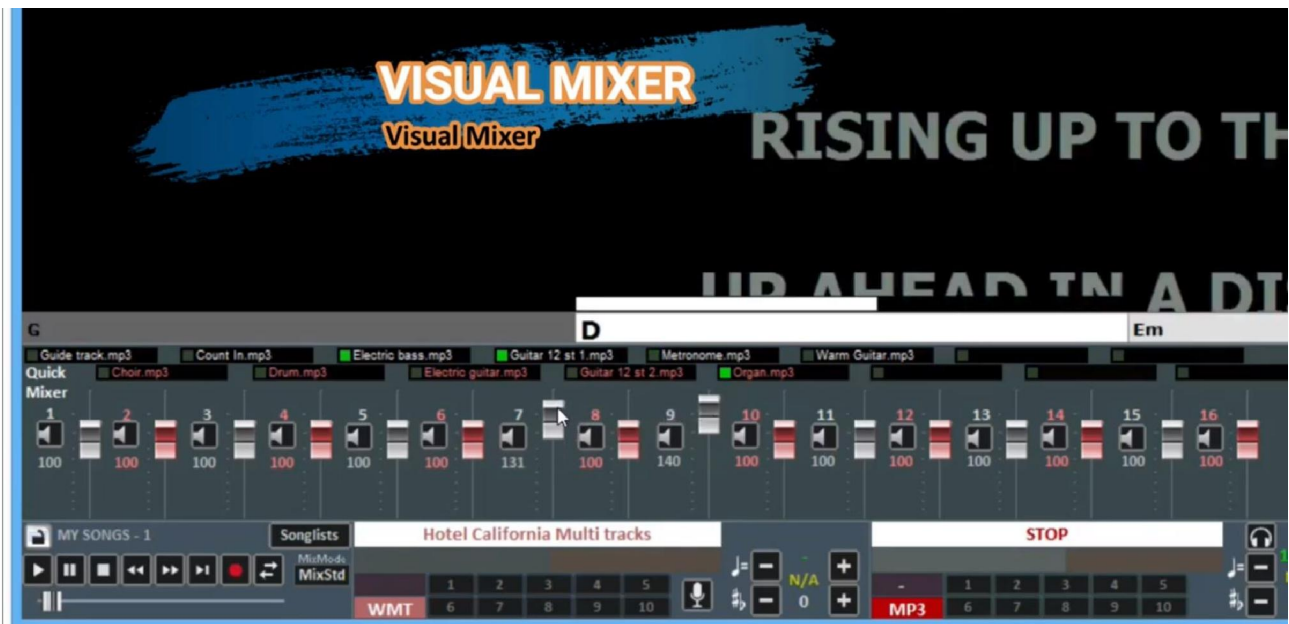 VISUAL MIXER
Visual Mixer
RISING UP TO TH
UP AHEAD IN A DI
G D Em
Guide track.mp3 Count In.mp3 Electric bass.mp3 Guitar 12 st 1.mp3 Metronome.mp3 Warm Guitar.mp3
Quick Choir.mp3 Drum.mp3 Electric guitar.mp3 Guitar 12 st 2.mp3 Organ.mp3
Mixer
1 2 3 4 5 6 7 8 9 10 11 12 13 14 15 16
100 100 100 100 100 100 131 100 140 100 100 100 100 100 100 100
MY SONGS - 1 Songlists Hotel California Multi tracks STOP
MixMode
MixStd
1 2 3 4 5 N/A - 1 2 3 4 5
WMT 6 7 8 9 10 0 MP3 6 7 8 9 10